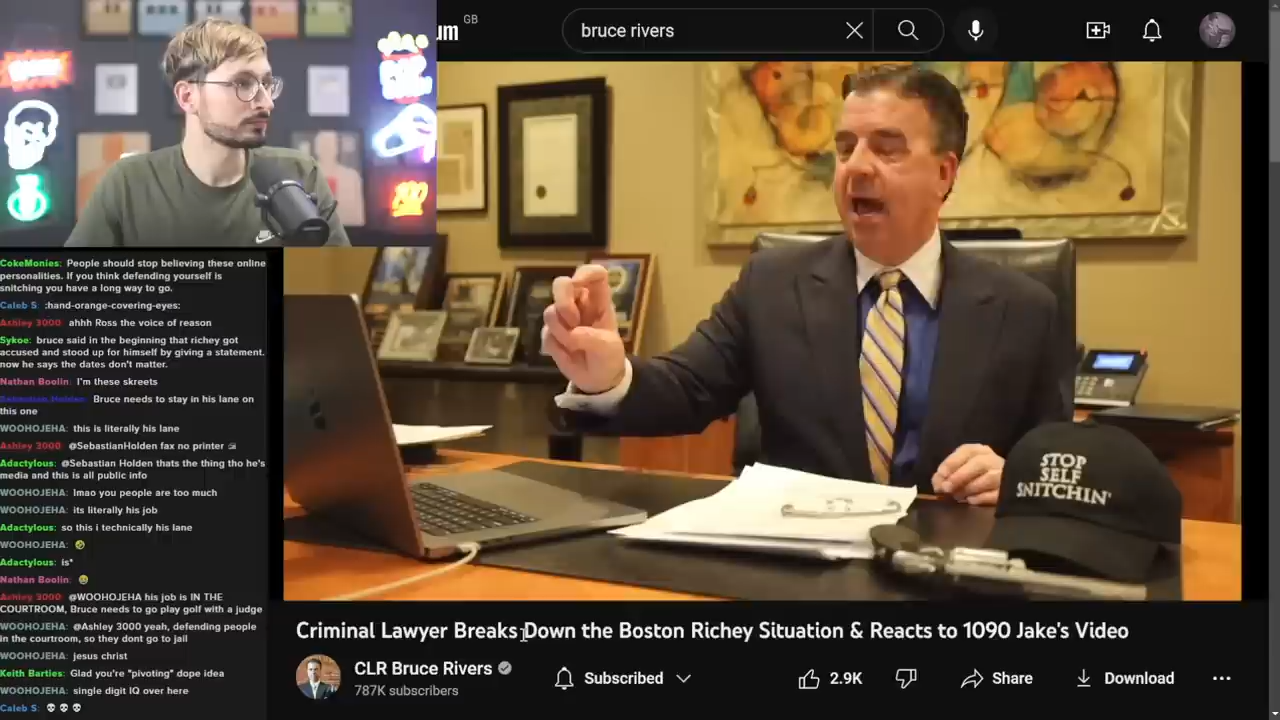 um
GB
bruce rivers
STOP
SELF
SNITCHIN'
CokeMonies: People should stop believing these online
personalities. If you think defending yourself is
snitching you have a long way to go.
Caleb S: :hand-orange-covering-eyes:
Ashley 3000 ahhh Ross the voice of reason
Sykoe: bruce said in the beginning that richey got
accused and stood up for himself by giving a statement.
now he says the dates don't matter.
Nathan Boolin: I'm these skreets
Sebastian Holden: Bruce needs to stay in his lane on
this one
WOOHOJEHA: this is literally his lane
Ashley 3000 @SebastianHolden fax no printer
Adactylous: @Sebastian Holden thats the thing tho he's
media and this is all public info
WOOHOJEHA: lmao you people are too much
WOOHOJEHA: its literally his job
Adactylous: so this i technically his lane
WOOHOJEHA: 🤣
Adactylous: is*
Nathan Boolin: 😂
Ashley 3000 @WOOHOJEHA his job is IN THE
COURTROOM, Bruce needs to go play golf with a judge
WOOHOJEHA: @Ashley 3000 yeah, defending people
in the courtroom, so they dont go to jail
WOOHOJEHA: jesus christ
Keith Bartles: Glad you're "pivoting" dope idea
WOOHOJEHA: single digit IQ over here
Caleb S: 💀 💀 💀
Criminal Lawyer Breaks Down the Boston Richey Situation & Reacts to 1090 Jake's Video
CLR Bruce Rivers
787K subscribers
Subscribed
2.9K
Share
Download